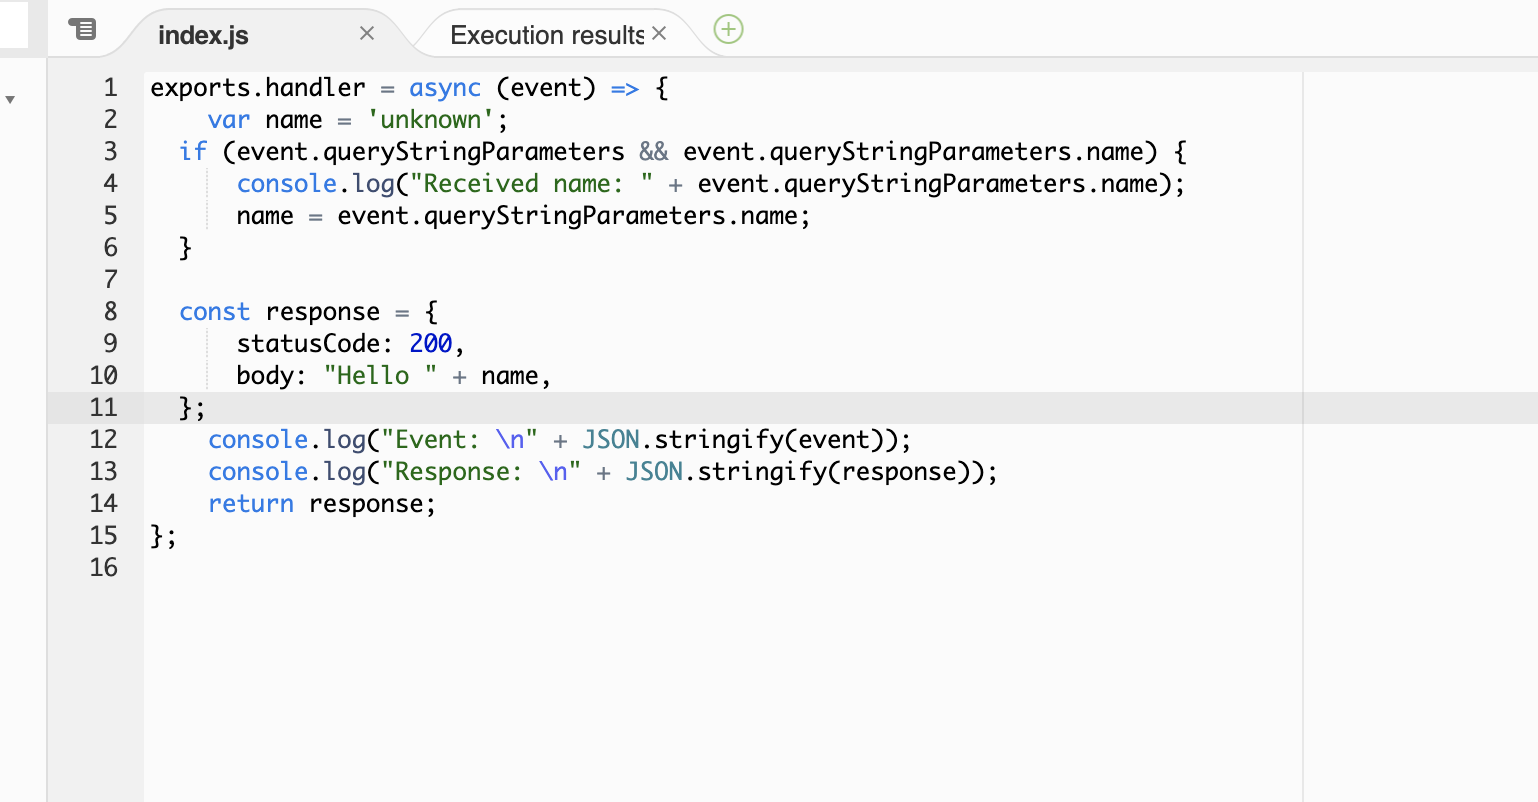 index.js
Execution results
1 exports.handler = async (event) => {
2     var name = 'unknown';
3   if (event.queryStringParameters && event.queryStringParameters.name) {
4       console.log("Received name: " + event.queryStringParameters.name);
5       name = event.queryStringParameters.name;
6   }
7
8   const response = {
9       statusCode: 200,
10       body: "Hello " + name,
11   };
12     console.log("Event: \n" + JSON.stringify(event));
13     console.log("Response: \n" + JSON.stringify(response));
14     return response;
15 };
16